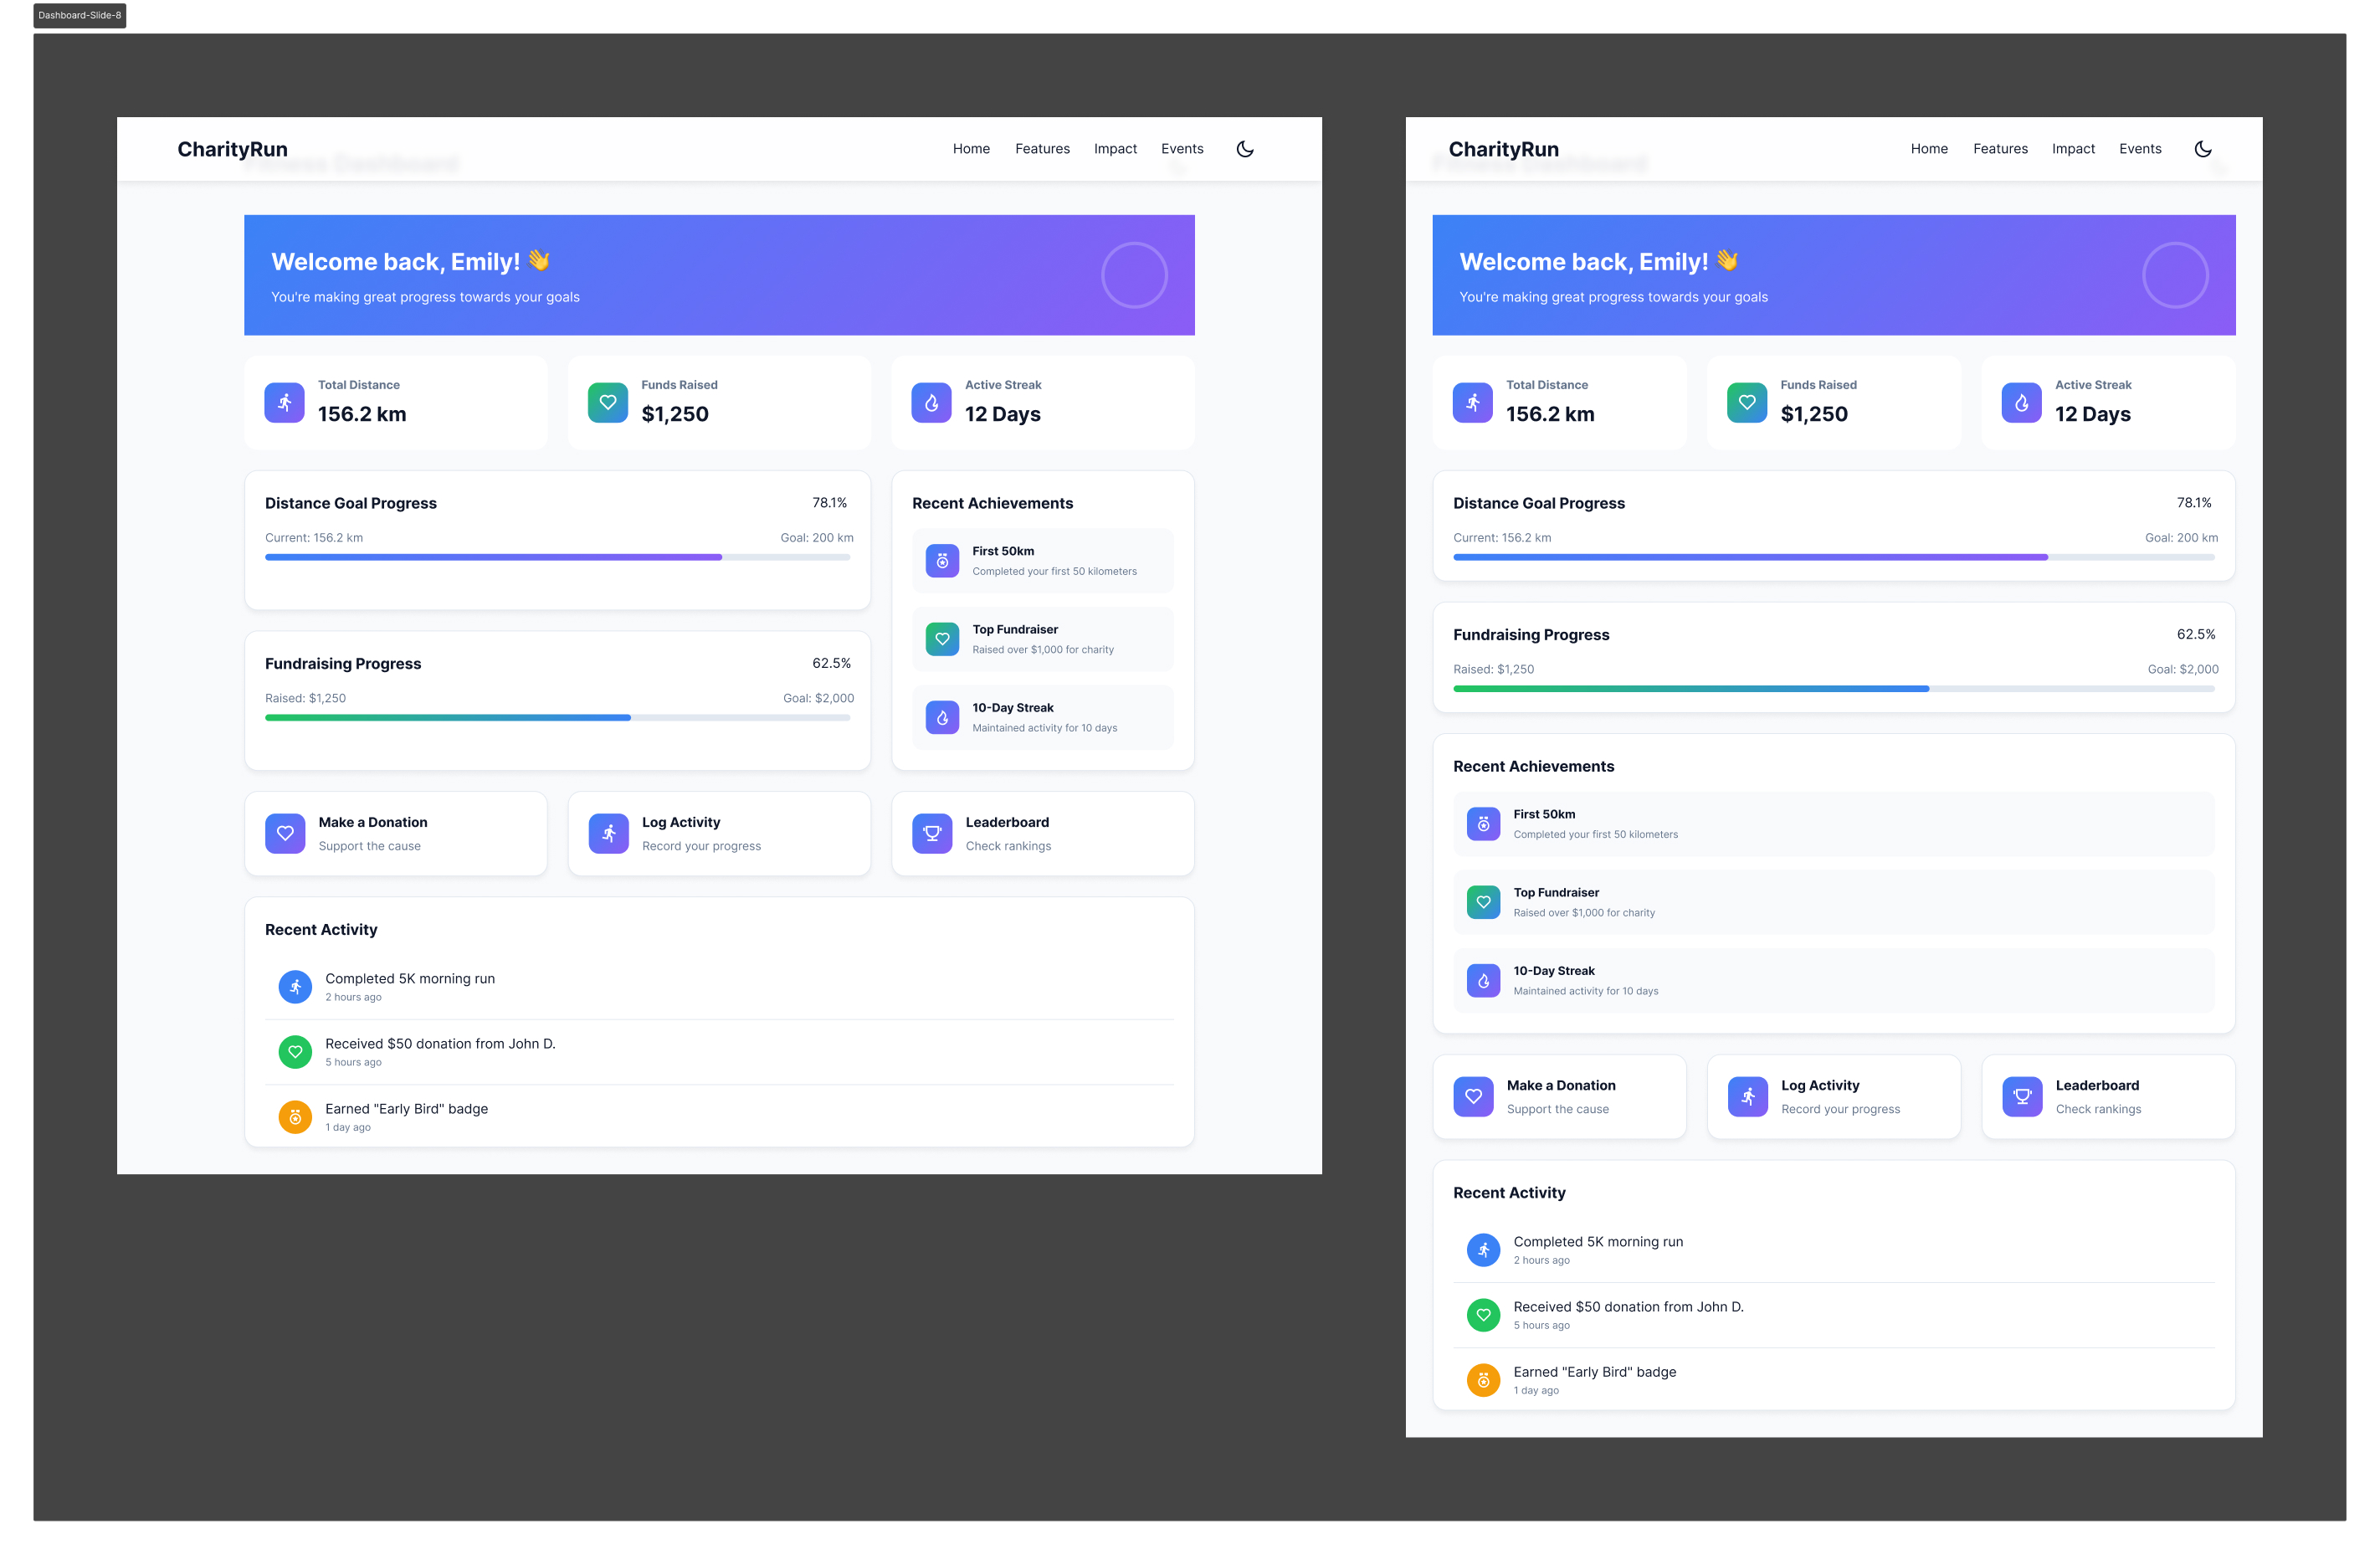 Dashboard-Slide-8
CharityRun
Home Features Impact Events
Fitness Dashboard
Welcome back, Emily! 👋
You're making great progress towards your goals
Total Distance
156.2 km
Funds Raised
$1,250
Active Streak
12 Days
Distance Goal Progress 78.1%
Current: 156.2 km Goal: 200 km
Fundraising Progress 62.5%
Raised: $1,250 Goal: $2,000
Recent Achievements
First 50km
Completed your first 50 kilometers
Top Fundraiser
Raised over $1,000 for charity
10-Day Streak
Maintained activity for 10 days
Make a Donation
Support the cause
Log Activity
Record your progress
Leaderboard
Check rankings
Recent Activity
Completed 5K morning run
2 hours ago
Received $50 donation from John D.
5 hours ago
Earned "Early Bird" badge
1 day ago
CharityRun
Home Features Impact Events
Fitness Dashboard
Welcome back, Emily! 👋
You're making great progress towards your goals
Total Distance
156.2 km
Funds Raised
$1,250
Active Streak
12 Days
Distance Goal Progress 78.1%
Current: 156.2 km Goal: 200 km
Fundraising Progress 62.5%
Raised: $1,250 Goal: $2,000
Recent Achievements
First 50km
Completed your first 50 kilometers
Top Fundraiser
Raised over $1,000 for charity
10-Day Streak
Maintained activity for 10 days
Make a Donation
Support the cause
Log Activity
Record your progress
Leaderboard
Check rankings
Recent Activity
Completed 5K morning run
2 hours ago
Received $50 donation from John D.
5 hours ago
Earned "Early Bird" badge
1 day ago